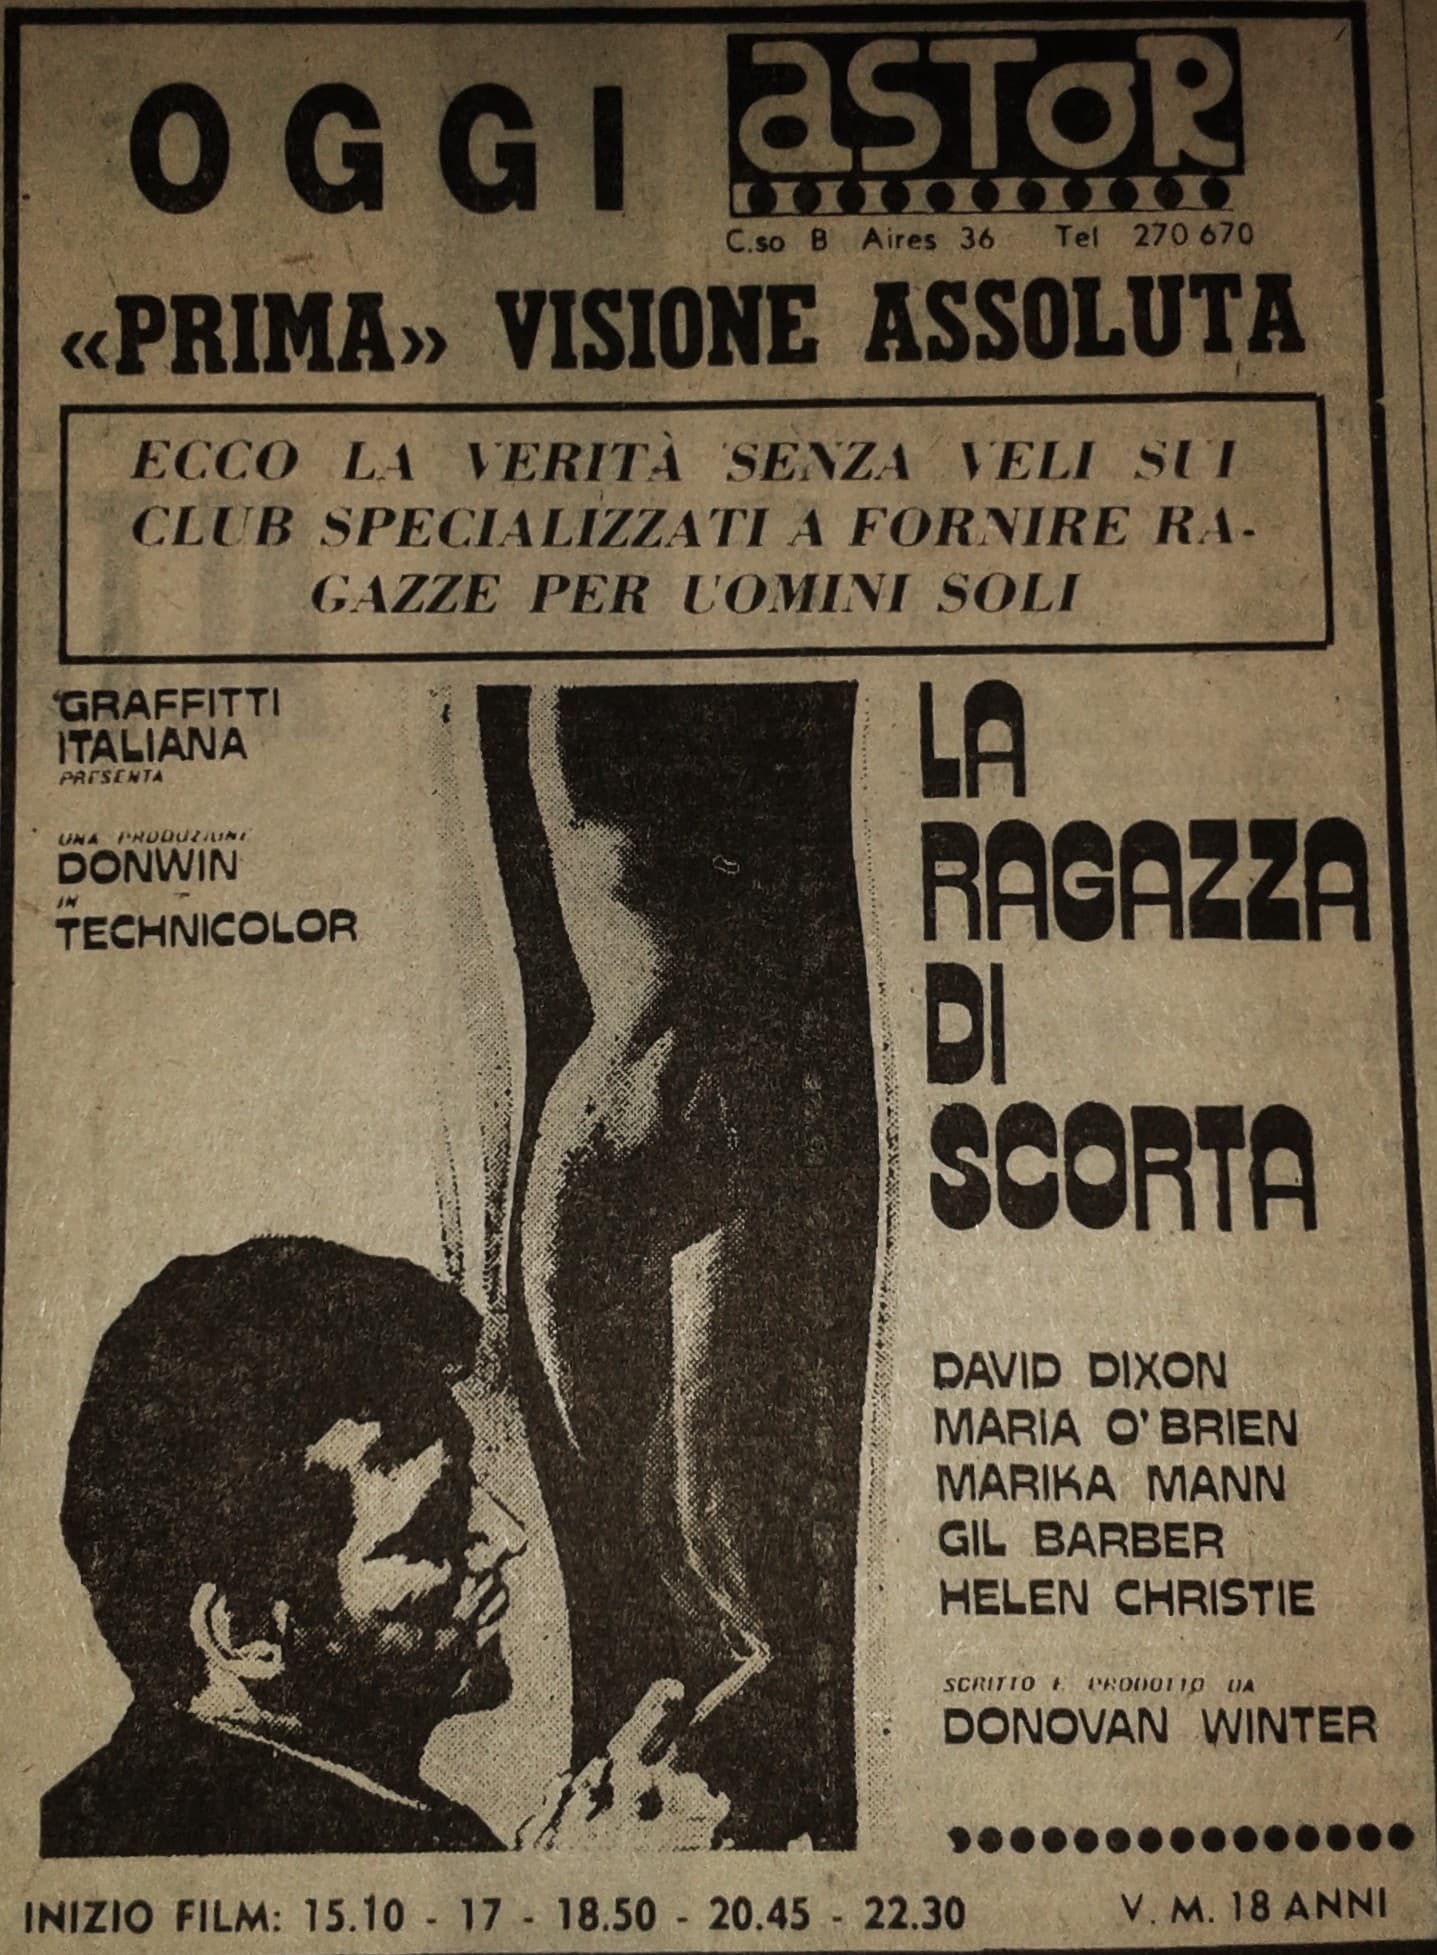 OGGI
aSToR
C.so B Aires 36 Tel 270 670
«PRIMA» VISIONE ASSOLUTA
ECCO LA VERITÀ SENZA VELI SUI
CLUB SPECIALIZZATI A FORNIRE RA-
GAZZE PER UOMINI SOLI
GRAFFITTI
ITALIANA
PRESENTA
UNA PRODUZIONE
DONWIN
IN
TECHNICOLOR
LA
RAGAZZA
DI
SCORTA
DAVID DIXON
MARIA O'BRIEN
MARIKA MANN
GIL BARBER
HELEN CHRISTIE
SCRITTO E PRODOTTO DA
DONOVAN WINTER
INIZIO FILM: 15.10 - 17 - 18.50 - 20.45 - 22.30
V. M. 18 ANNI